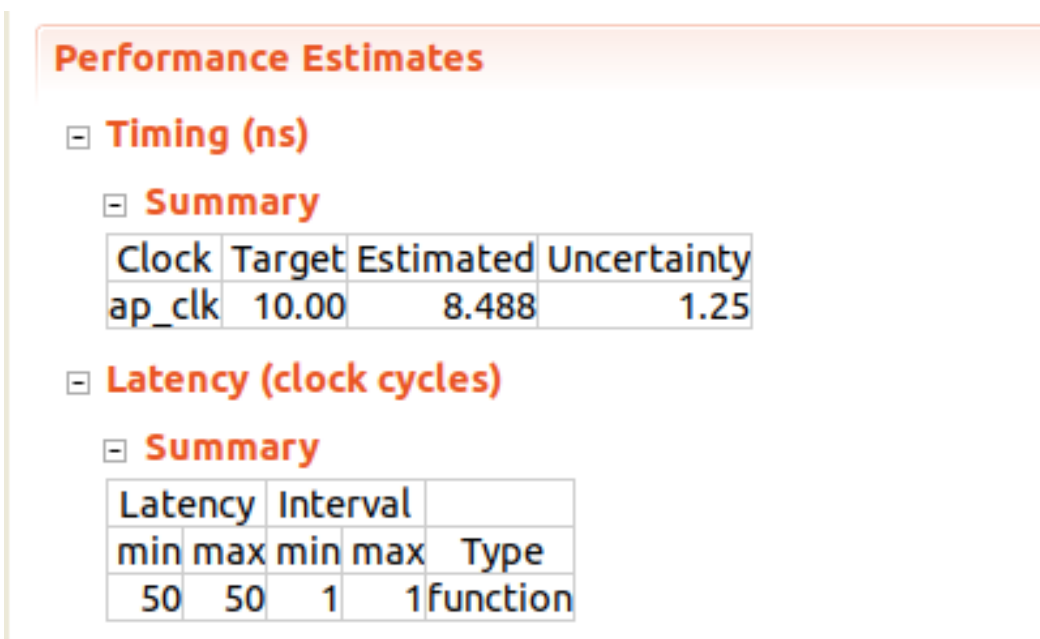 Performance Estimates
Timing (ns)
Summary
Clock Target Estimated Uncertainty
ap_clk 10.00 8.488 1.25
Latency (clock cycles)
Summary
Latency Interval
min max min max Type
50 50 1 1 function